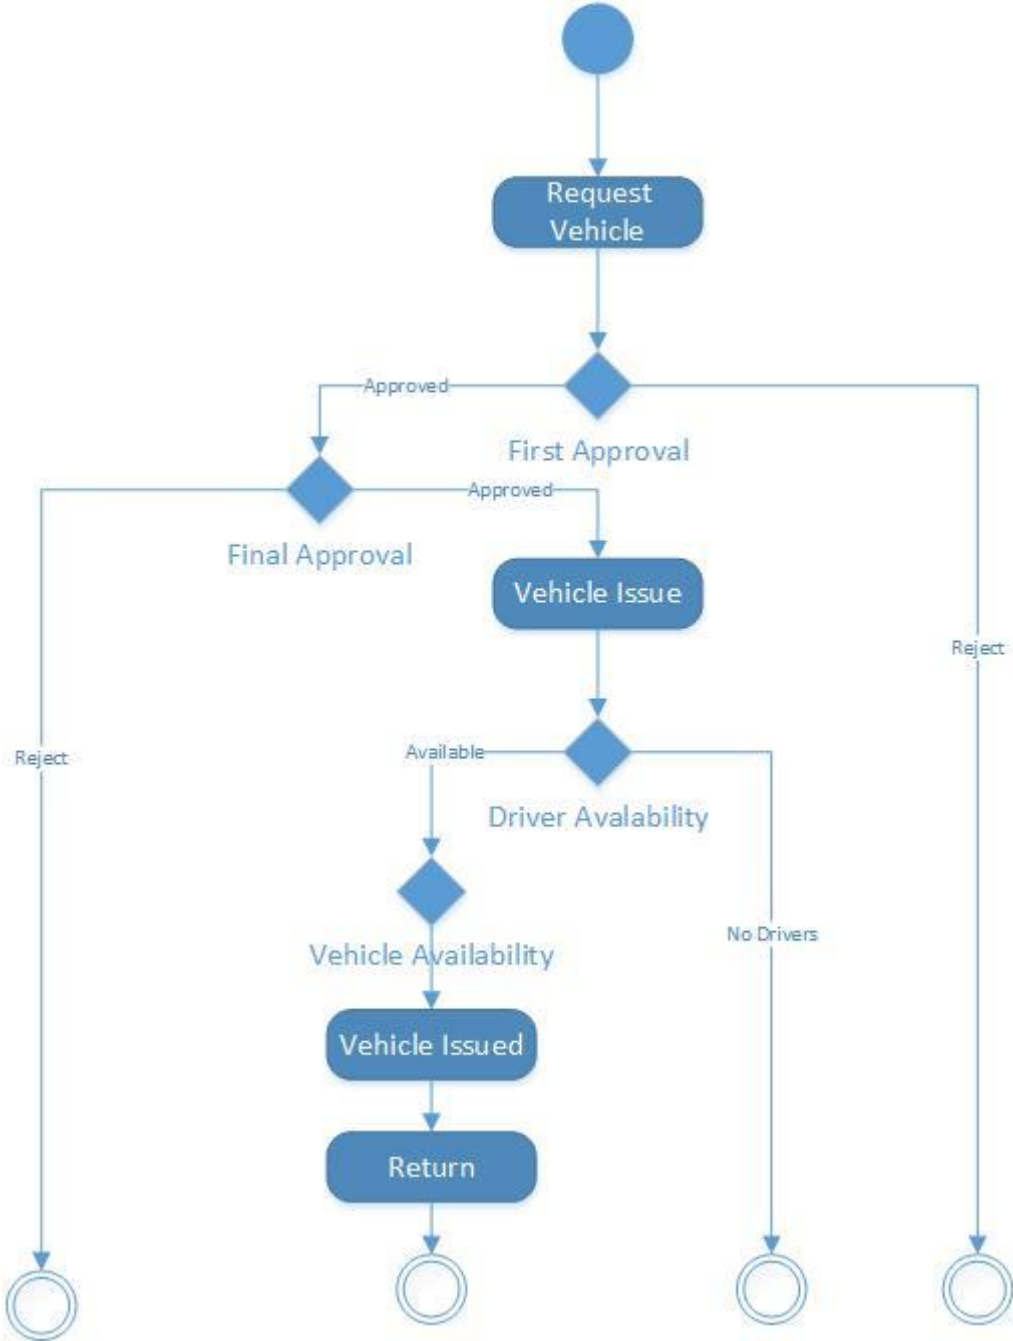 Request
Vehicle
Approved
First Approval
Approved
Final Approval
Vehicle Issue
Reject
Available
Reject
Driver Avalability
No Drivers
Vehicle Availability
Vehicle Issued
Return